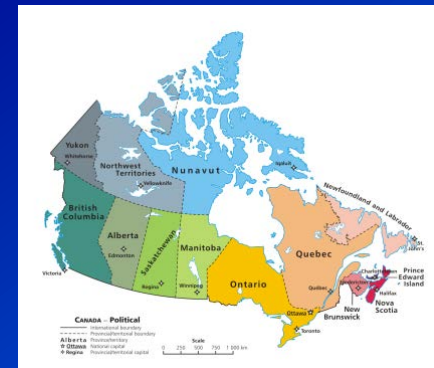 Yukon
Whitehorse
Northwest
Territories
Yellowknife
Nunavut
Iqaluit
British
Columbia
Victoria
Alberta
Edmonton
Saskatchewan
Regina
Manitoba
Winnipeg
Ontario
Ottawa
Toronto
Quebec
Québec
Newfoundland and Labrador
St.
John's
Prince
Edward
Island
Charlottetown
Fredericton
Halifax
New
Brunswick
Nova
Scotia
CANADA – Political
International boundary
Provincial/territorial boundary
Alberta Province/territory
Ottawa National capital
Regina Provincial/territorial capital
Scale
0 250 500 750 1 000 km